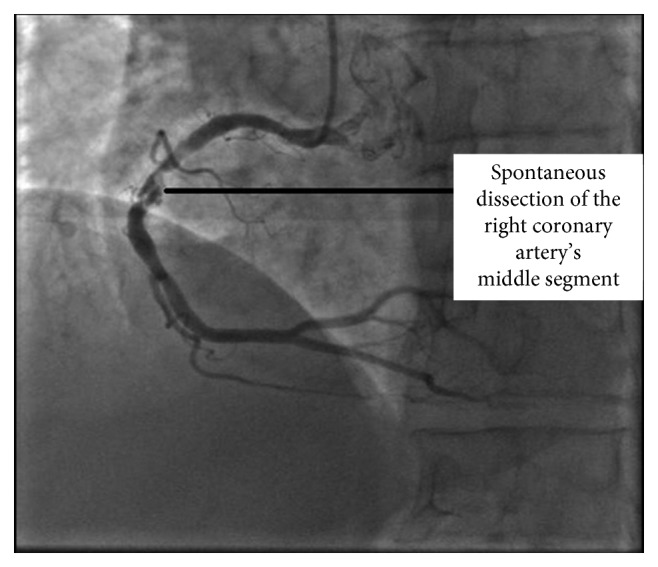 Spontaneous
dissection of the
right coronary
artery's
middle segment